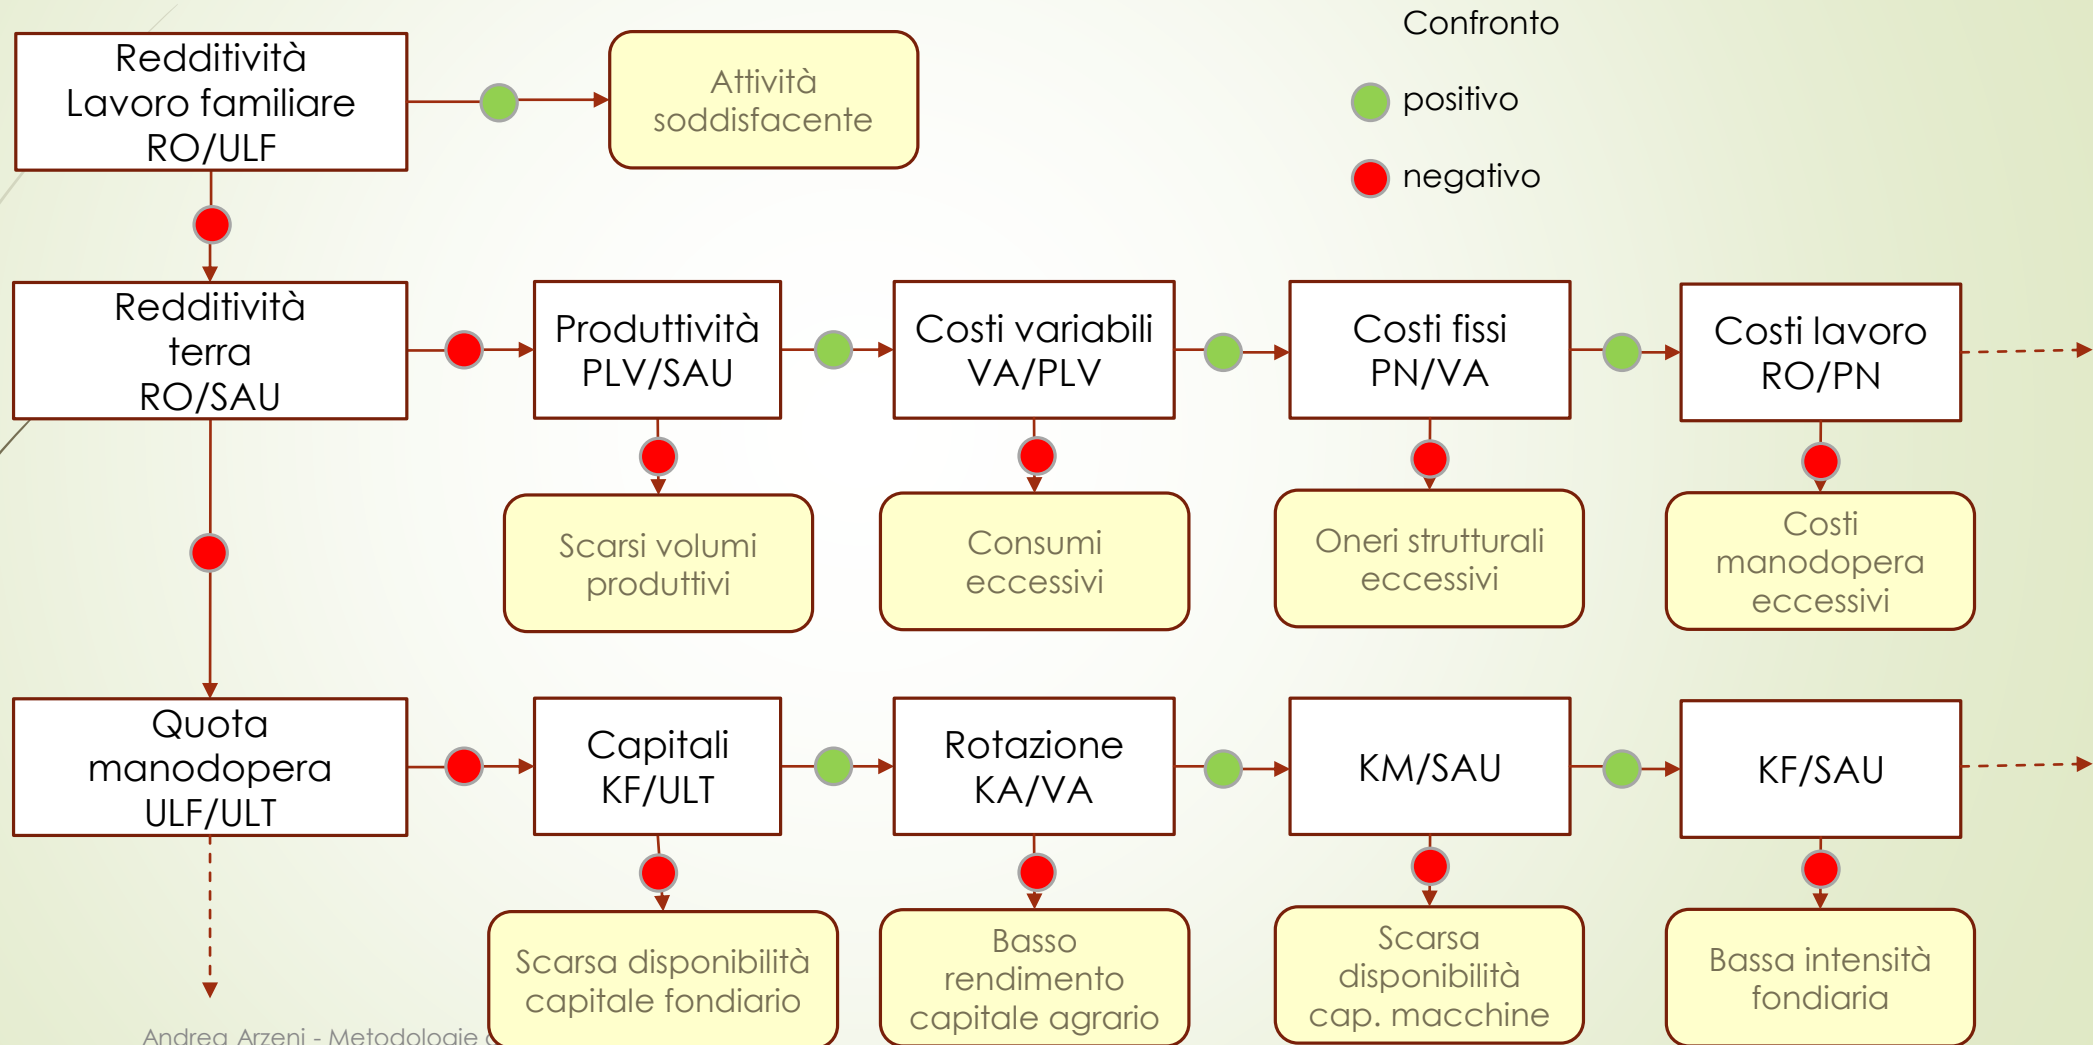 Confronto
positivo
negativo
Redditività
Lavoro familiare
RO/ULF
Attività
soddisfacente
Redditività
terra
RO/SAU
Produttività
PLV/SAU
Costi variabili
VA/PLV
Costi fissi
PN/VA
Costi lavoro
RO/PN
Scarsi volumi
produttivi
Consumi
eccessivi
Oneri strutturali
eccessivi
Costi
manodopera
eccessivi
Quota
manodopera
ULF/ULT
Capitali
KF/ULT
Rotazione
KA/VA
KM/SAU
KF/SAU
Scarsa disponibilità
capitale fondiario
Basso
rendimento
capitale agrario
Scarsa
disponibilità
cap. macchine
Bassa intensità
fondiaria
Andrea Arzeni - Metodologie